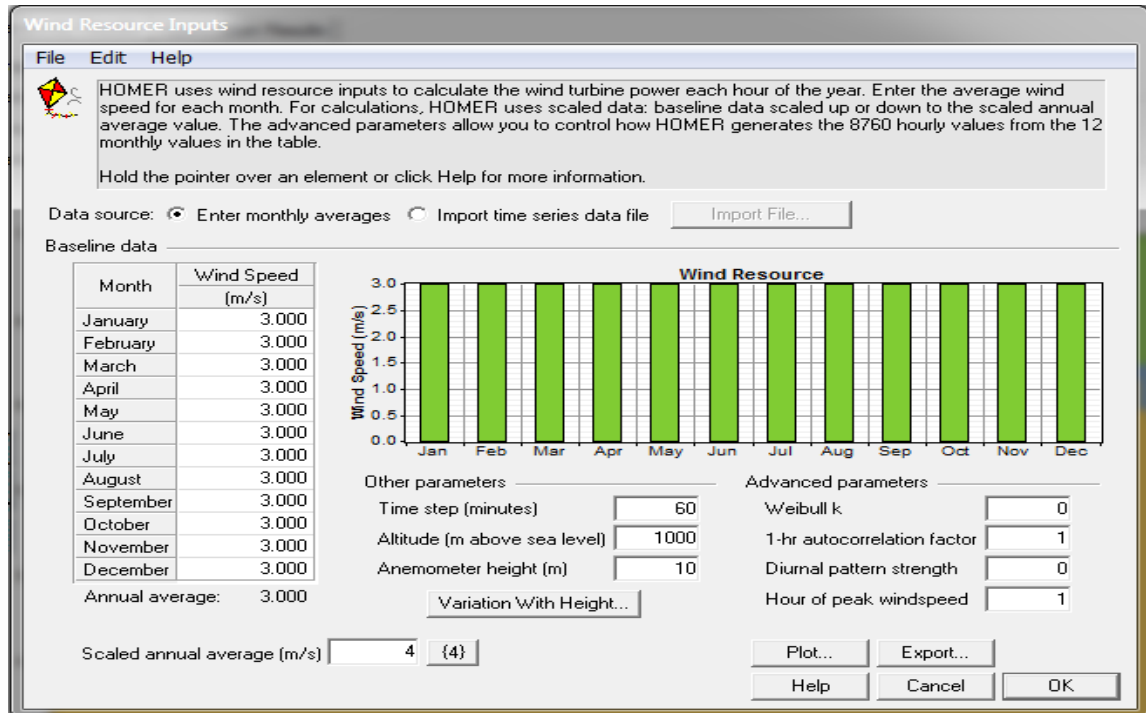 Wind Resource Inputs
File Edit Help
HOMER uses wind resource inputs to calculate the wind turbine power each hour of the year. Enter the average wind
speed for each month. For calculations, HOMER uses scaled data: baseline data scaled up or down to the scaled annual
average value. The advanced parameters allow you to control how HOMER generates the 8760 hourly values from the 12
monthly values in the table.
Hold the pointer over an element or click Help for more information.
Data source: Enter monthly averages Import time series data file Import File...
Baseline data
Month Wind Speed
(m/s)
January 3.000
February 3.000
March 3.000
April 3.000
May 3.000
June 3.000
July 3.000
August 3.000
September 3.000
October 3.000
November 3.000
December 3.000
Annual average: 3.000
Wind Resource
Wind Speed (m/s)
3.0
2.5
2.0
1.5
1.0
0.5
0.0
Jan Feb Mar Apr May Jun Jul Aug Sep Oct Nov Dec
Other parameters
Time step (minutes) 60
Altitude (m above sea level) 1000
Anemometer height (m) 10
Variation With Height...
Advanced parameters
Weibull k 0
1-hr autocorrelation factor 1
Diurnal pattern strength 0
Hour of peak windspeed 1
Scaled annual average (m/s) 4 {4}
Plot... Export...
Help Cancel OK